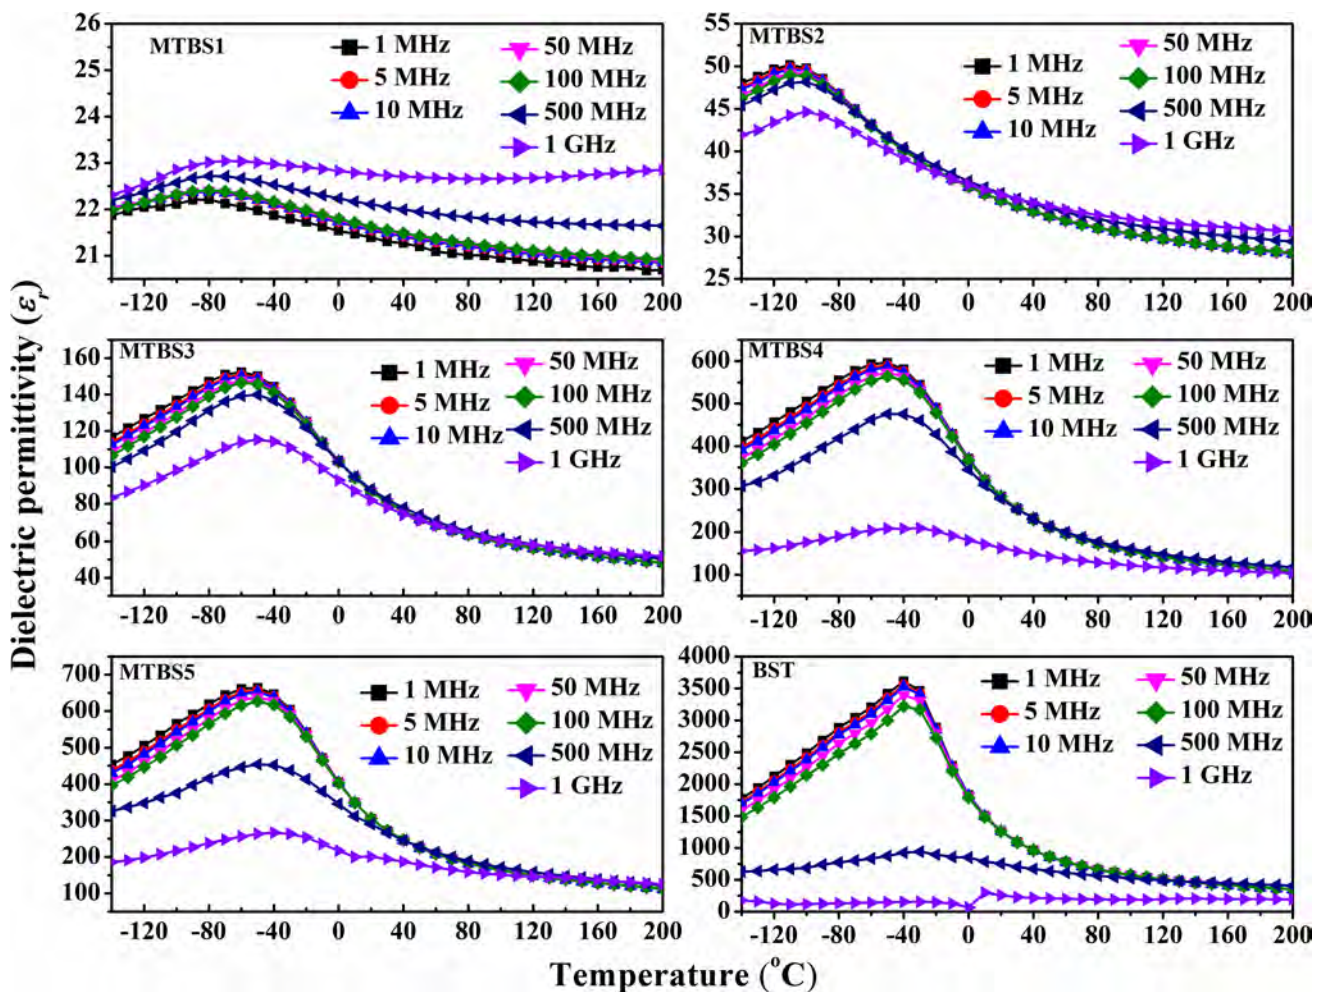 Dielectric permittivity (εr)
MTBS1
1 MHz
5 MHz
10 MHz
50 MHz
100 MHz
500 MHz
1 GHz
26
25
24
23
22
21
-120 -80 -40 0 40 80 120 160 200
MTBS2
1 MHz
5 MHz
10 MHz
50 MHz
100 MHz
500 MHz
1 GHz
55
50
45
40
35
30
25
-120 -80 -40 0 40 80 120 160 200
MTBS3
1 MHz
5 MHz
10 MHz
50 MHz
100 MHz
500 MHz
1 GHz
160
140
120
100
80
60
40
-120 -80 -40 0 40 80 120 160 200
MTBS4
1 MHz
5 MHz
10 MHz
50 MHz
100 MHz
500 MHz
1 GHz
600
500
400
300
200
100
-120 -80 -40 0 40 80 120 160 200
MTBS5
1 MHz
5 MHz
10 MHz
50 MHz
100 MHz
500 MHz
1 GHz
700
600
500
400
300
200
100
-120 -80 -40 0 40 80 120 160 200
BST
1 MHz
5 MHz
10 MHz
50 MHz
100 MHz
500 MHz
1 GHz
4000
3500
3000
2500
2000
1500
1000
500
0
-120 -80 -40 0 40 80 120 160 200
Temperature (°C)